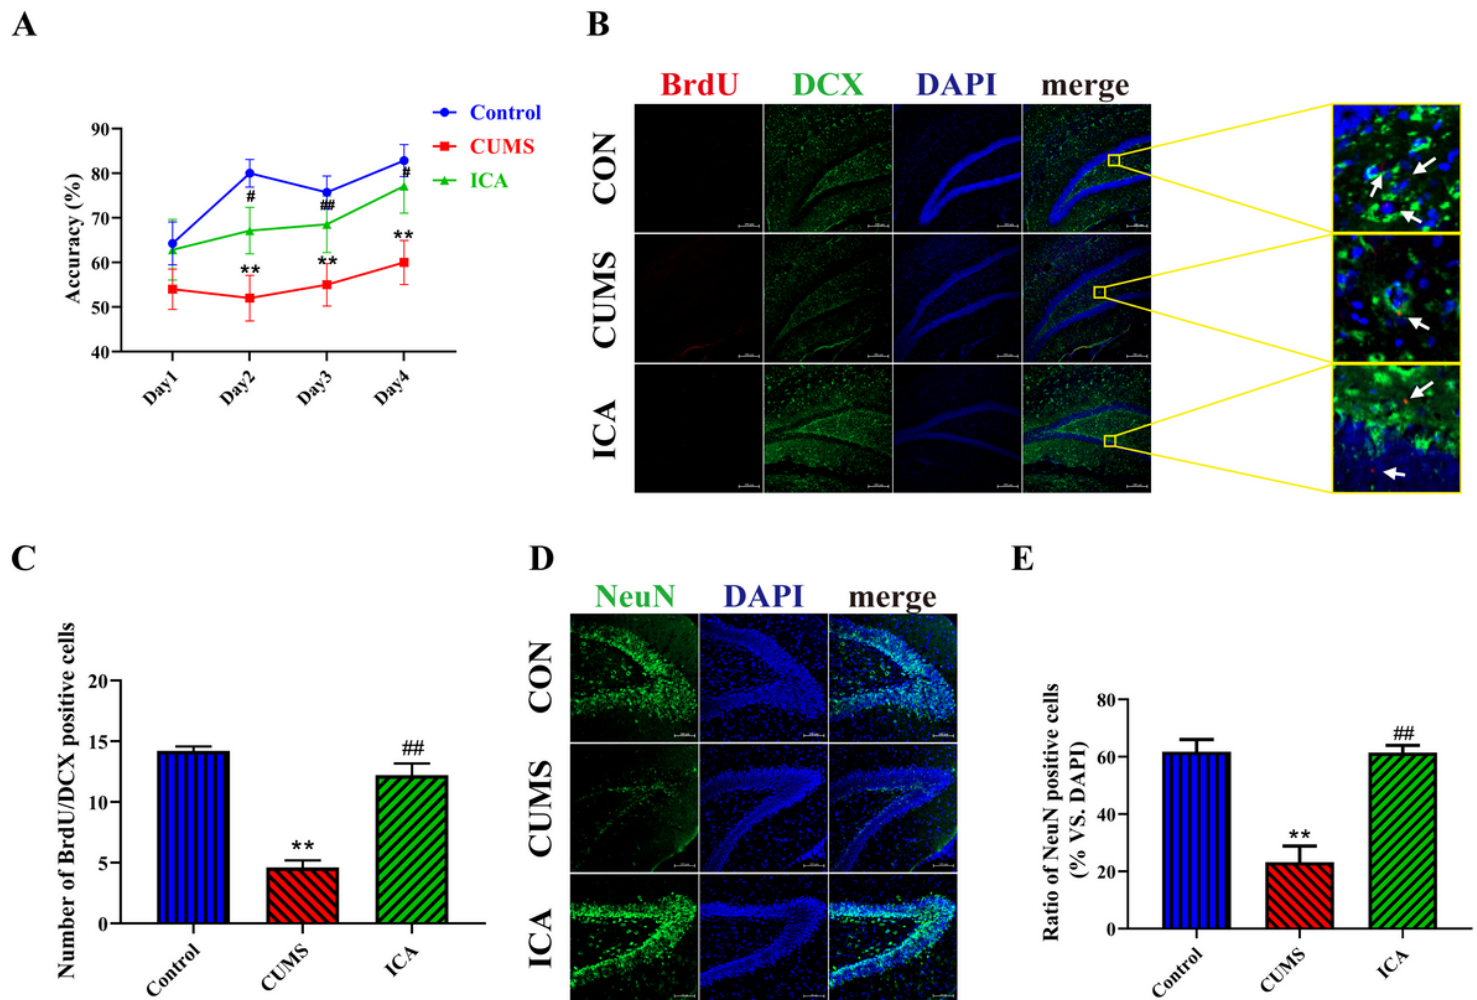 A
Control
CUMS
ICA
Accuracy (%)
90
80
70
60
50
40
#
##
#
**
**
**
Day1
Day2
Day3
Day4
B
BrdU DCX DAPI merge
CON
CUMS
ICA
C
Number of BrdU/DCX positive cells
20
15
10
5
0
**
##
Control
CUMS
ICA
D
NeuN DAPI merge
CON
CUMS
ICA
E
Ratio of NeuN positive cells
(% VS. DAPI)
80
60
40
20
0
**
##
Control
CUMS
ICA